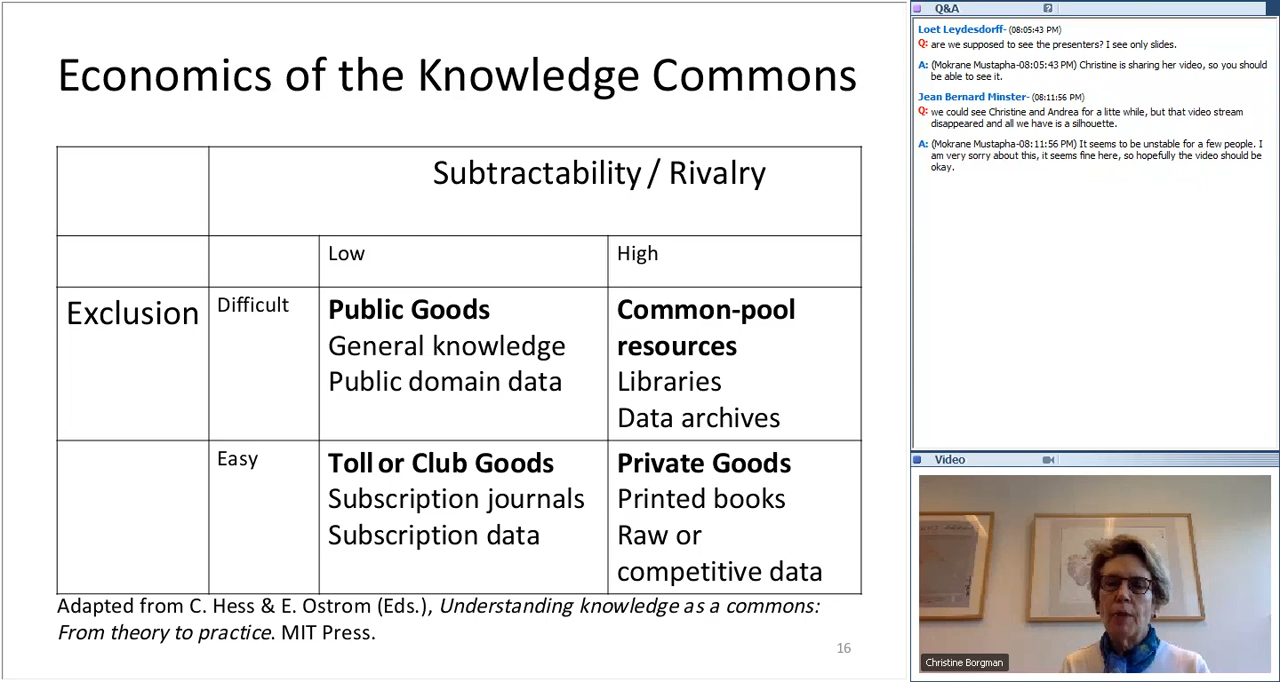 Economics of the Knowledge Commons
Subtractability / Rivalry
Low
High
Exclusion
Difficult
Public Goods
General knowledge
Public domain data
Common-pool
resources
Libraries
Data archives
Easy
Toll or Club Goods
Subscription journals
Subscription data
Private Goods
Printed books
Raw or
competitive data
Adapted from C. Hess & E. Ostrom (Eds.), Understanding knowledge as a commons:
From theory to practice. MIT Press.
16
Q&A
Loet Leydesdorff- (08:05:43 PM)
Q: are we supposed to see the presenters? I see only slides.
A: (Mokrane Mustapha-08:05:43 PM) Christine is sharing her video, so you should
be able to see it.
Jean Bernard Minster- (08:11:56 PM)
Q: we could see Christine and Andrea for a litte while, but that video stream
disappeared and all we have is a silhouette.
A: (Mokrane Mustapha-08:11:56 PM) It seems to be unstable for a few people. I
am very sorry about this, it seems fine here, so hopefully the video should be
okay.
Video
Christine Borgman